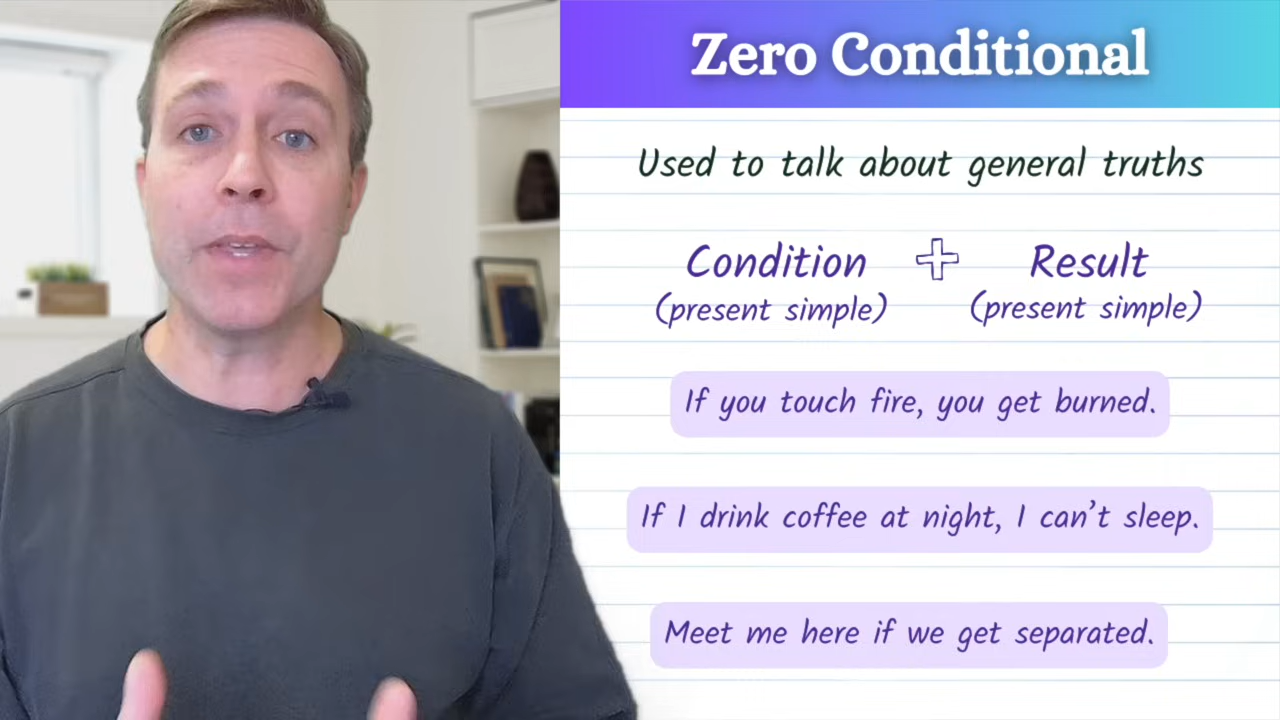 Zero Conditional
Used to talk about general truths
Condition + Result
(present simple) (present simple)
If you touch fire, you get burned.
If I drink coffee at night, I can't sleep.
Meet me here if we get separated.